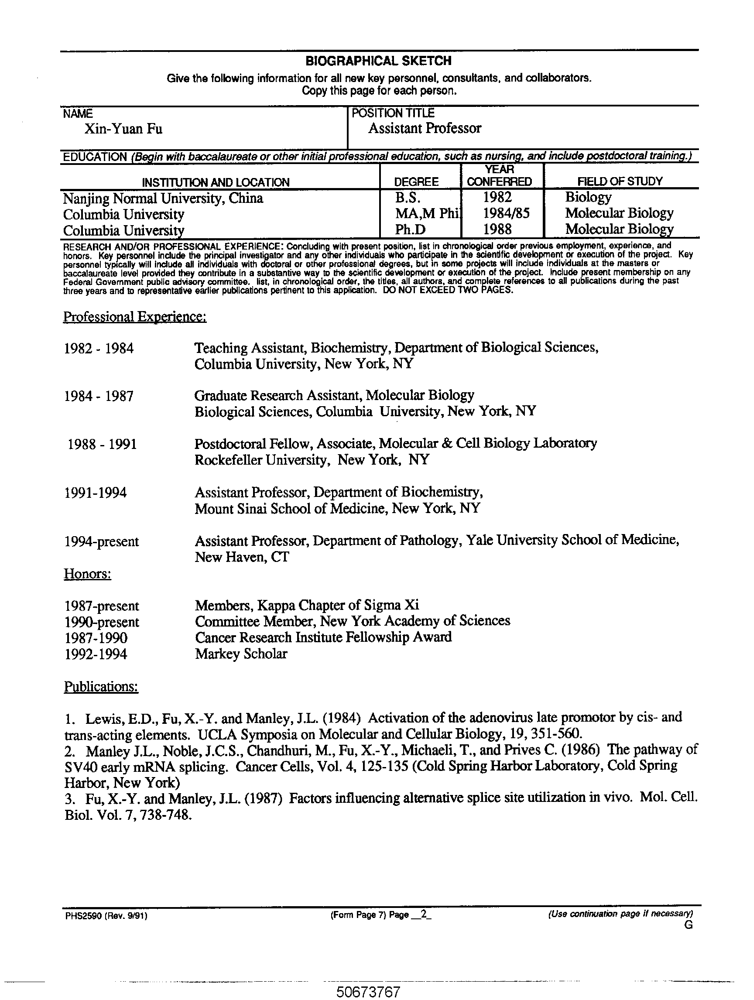 BIOGRAPHICAL SKETCH
Give the following information for all new key personnel, consultants, and collaborators.
Copy this page for each person.
NAME
POSITION TITLE
Xin-Yuan Fu
Assistant Professor
EDUCATION (Begin with baccalaureate or other initial professional education, such as nursing, and include postdoctoral training.)
INSTITUTION AND LOCATION
DEGREE
YEAR
CONFERRED
FIELD OF STUDY
Nanjing Normal University, China B.S. 1982 Biology
Columbia University MA,M Phil 1984/85 Molecular Biology
Columbia University Ph.D 1988 Molecular Biology
RESEARCH AND/OR PROFESSIONAL EXPERIENCE: Concluding with present position, list in chronological order previous employment, experience, and
honors. Key personnel include the principal investigator and any other individuals who participate in the scientific development or execution of the project. Key
personnel typically will include all individuals with doctoral or other professional degrees, but in some projects will include individuals at the masters or
baccalaureate level provided they contribute in a substantive way to the scientific development or execution of the project. Include present membership on any
Federal Government public advisory committee. list, in chronological order, the titles, all authors, and complete references to all publications during the past
three years and to representative earlier publications pertinent to this application. DO NOT EXCEED TWO PAGES.
Professional Experience:
1982 - 1984 Teaching Assistant, Biochemistry, Department of Biological Sciences,
Columbia University, New York, NY
1984 - 1987 Graduate Research Assistant, Molecular Biology
Biological Sciences, Columbia University, New York, NY
1988 - 1991 Postdoctoral Fellow, Associate, Molecular & Cell Biology Laboratory
Rockefeller University, New York, NY
1991-1994 Assistant Professor, Department of Biochemistry,
Mount Sinai School of Medicine, New York, NY
1994-present Assistant Professor, Department of Pathology, Yale University School of Medicine,
New Haven, CT
Honors:
1987-present Members, Kappa Chapter of Sigma Xi
1990-present Committee Member, New York Academy of Sciences
1987-1990 Cancer Research Institute Fellowship Award
1992-1994 Markey Scholar
Publications:
1. Lewis, E.D., Fu, X.-Y. and Manley, J.L. (1984) Activation of the adenovirus late promotor by cis- and
trans-acting elements. UCLA Symposia on Molecular and Cellular Biology, 19, 351-560.
2. Manley J.L., Noble, J.C.S., Chandhuri, M., Fu, X.-Y., Michaeli, T., and Prives C. (1986) The pathway of
SV40 early mRNA splicing. Cancer Cells, Vol. 4, 125-135 (Cold Spring Harbor Laboratory, Cold Spring
Harbor, New York)
3. Fu, X.-Y. and Manley, J.L. (1987) Factors influencing alternative splice site utilization in vivo. Mol. Cell.
Biol. Vol. 7, 738-748.
PHS2590 (Rev. 9/91) (Form Page 7) Page __2_ (Use continuation page if necessary)
G
50673767